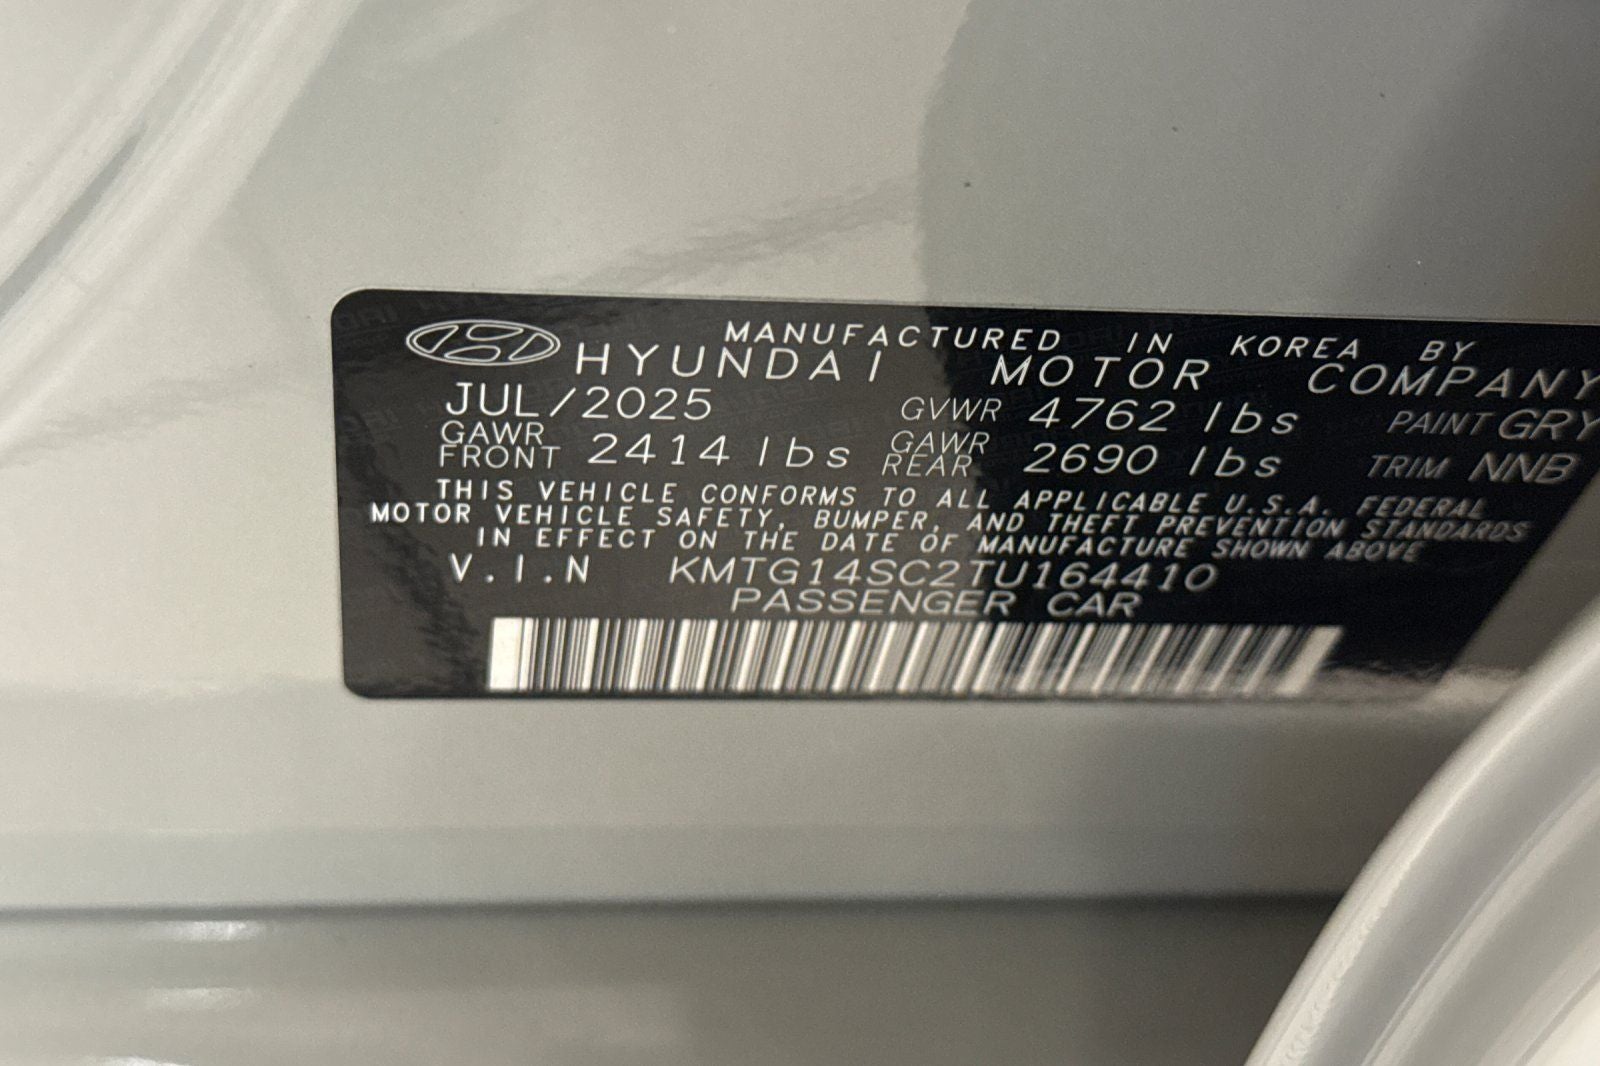 MANUFACTURED IN KOREA BY
HYUNDAI MOTOR COMPANY
JUL/2025 GVWR 4762 lbs PAINT GRY
GAWR FRONT 2414 lbs GAWR REAR 2690 lbs TRIM NNB
THIS VEHICLE CONFORMS TO ALL APPLICABLE U.S.A. FEDERAL
MOTOR VEHICLE SAFETY, BUMPER, AND THEFT PREVENTION STANDARDS
IN EFFECT ON THE DATE OF MANUFACTURE SHOWN ABOVE
V.I.N KMTG14SC2TU164410
PASSENGER CAR